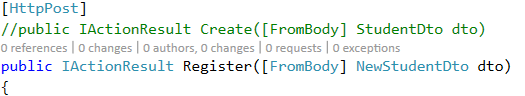 [HttpPost]
//public IActionResult Create([FromBody] StudentDto dto)
0 references | 0 changes | 0 authors, 0 changes | 0 requests | 0 exceptions
public IActionResult Register([FromBody] NewStudentDto dto)
{